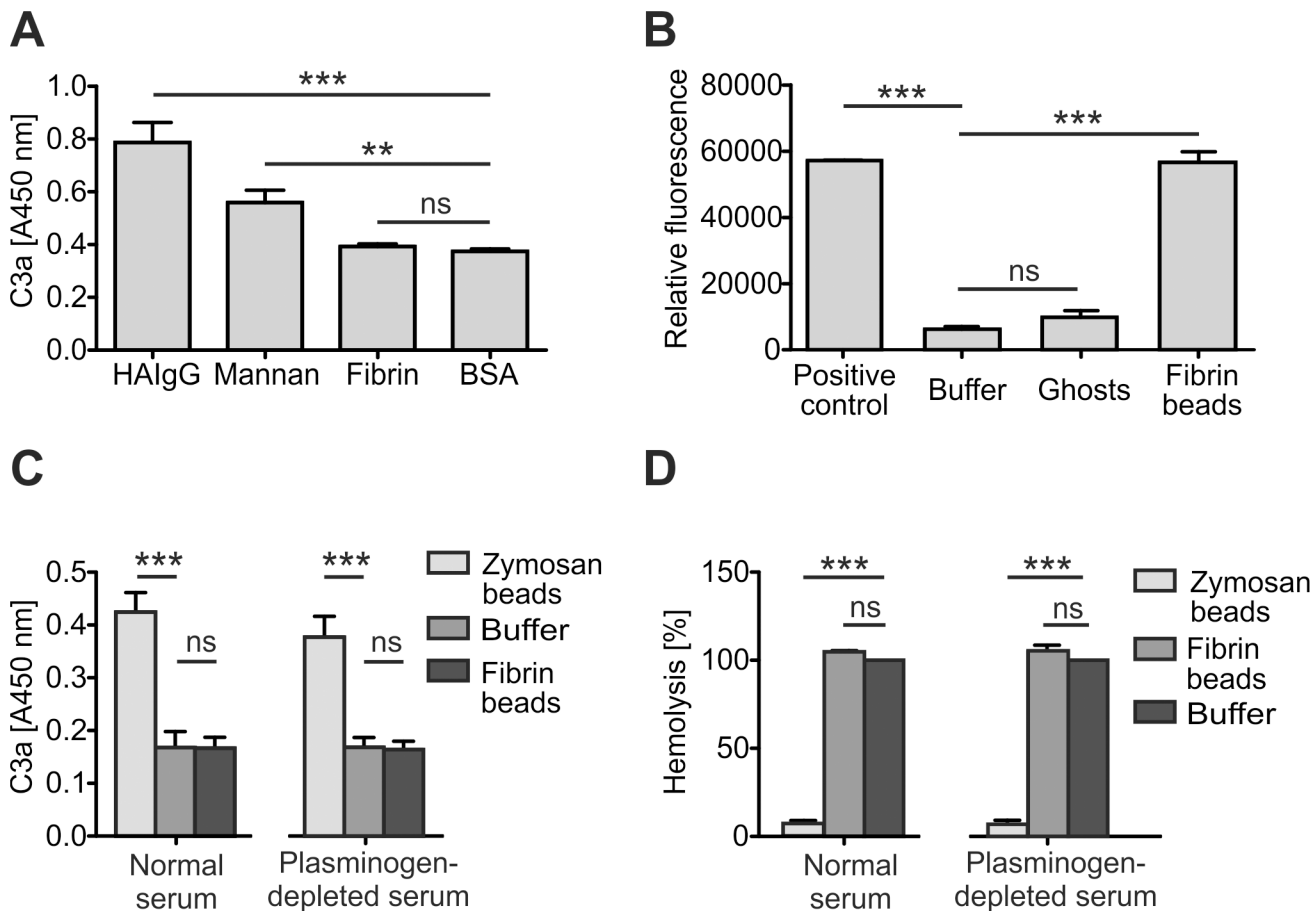 A
C3a [A450 nm]
1.0
0.8
0.6
0.4
0.2
0.0
***
**
ns
HAIgG Mannan Fibrin BSA
B
Relative fluorescence
80000
60000
40000
20000
0
***
***
ns
Positive
control
Buffer
Ghosts
Fibrin
beads
C
C3a [A450 nm]
0.5
0.4
0.3
0.2
0.1
0.0
***
ns
***
ns
Normal
serum
Plasminogen-
depleted serum
Zymosan
beads
Buffer
Fibrin
beads
D
Hemolysis [%]
150
100
50
0
***
ns
***
ns
Normal
serum
Plasminogen-
depleted serum
Zymosan
beads
Fibrin
beads
Buffer